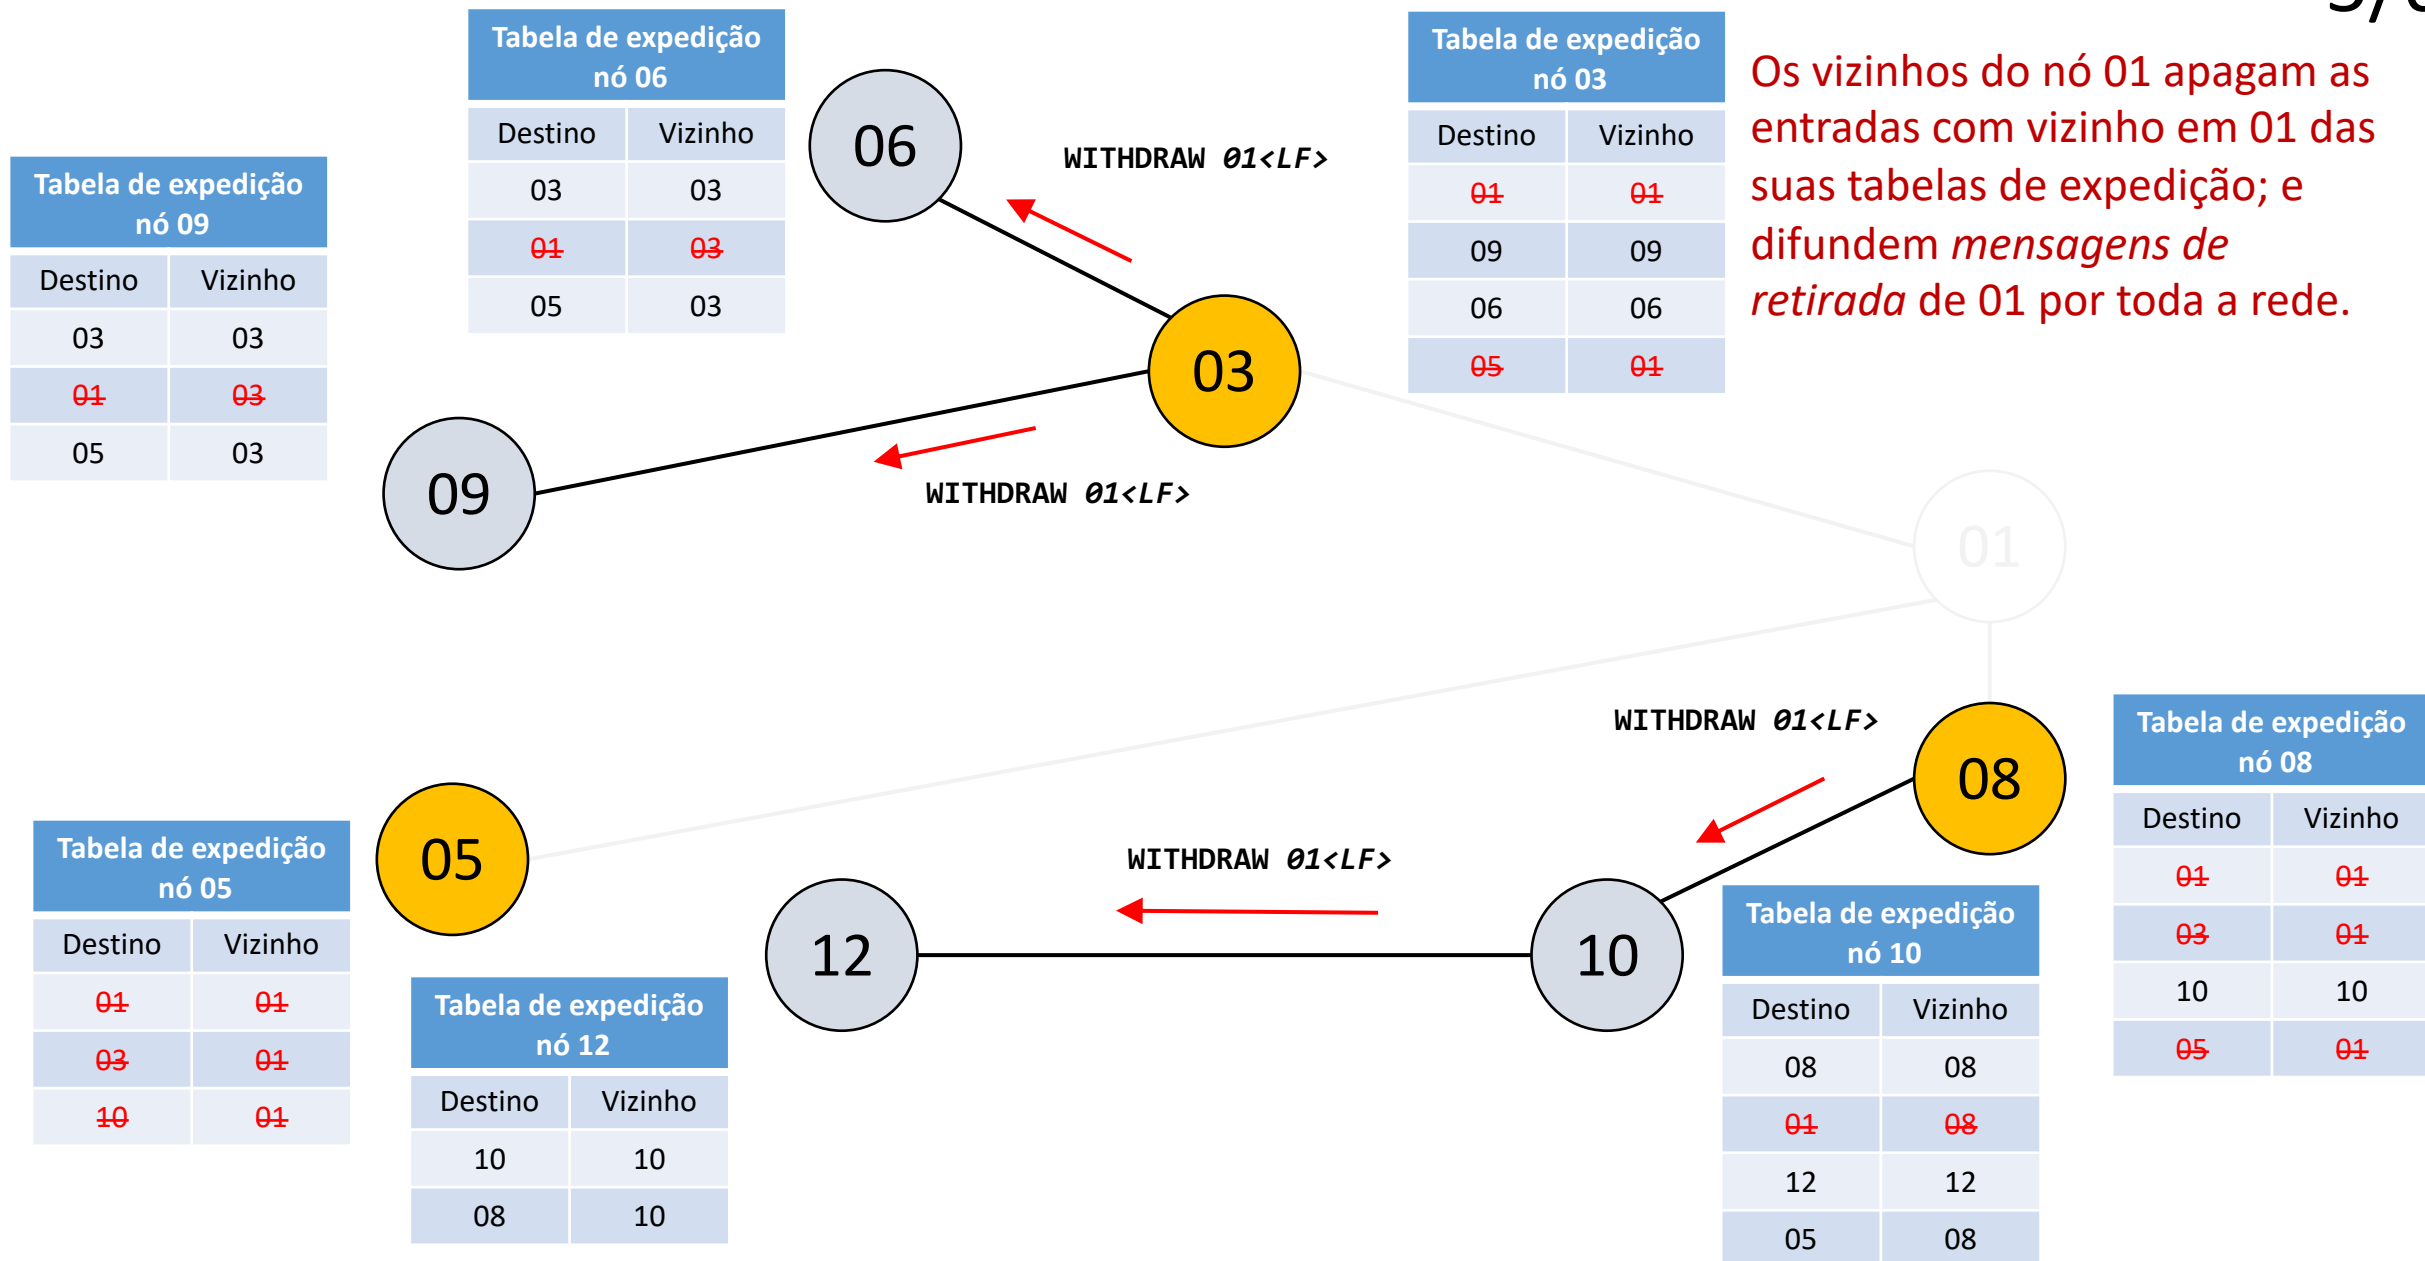 Tabela de expedição
nó 06
Destino Vizinho
03 03
01 03
05 03
Tabela de expedição
nó 03
Destino Vizinho
01 01
09 09
06 06
05 01
Os vizinhos do nó 01 apagam as
entradas com vizinho em 01 das
suas tabelas de expedição; e
difundem mensagens de
retirada de 01 por toda a rede.
Tabela de expedição
nó 09
Destino Vizinho
03 03
01 03
05 03
06
WITHDRAW 01<LF>
03
09
WITHDRAW 01<LF>
01
WITHDRAW 01<LF>
08
Tabela de expedição
nó 08
Destino Vizinho
01 01
03 01
10 10
05 01
05
WITHDRAW 01<LF>
12
10
Tabela de expedição
nó 05
Destino Vizinho
01 01
03 01
10 01
Tabela de expedição
nó 12
Destino Vizinho
10 10
08 10
Tabela de expedição
nó 10
Destino Vizinho
08 08
01 08
12 12
05 08